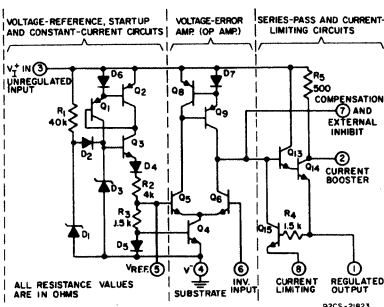 VOLTAGE-REFERENCE, STARTUP
AND CONSTANT-CURRENT CIRCUITS
VOLTAGE-ERROR
AMP. (OP AMP.)
SERIES-PASS AND CURRENT-
LIMITING CIRCUITS
V+I IN 3
UNREGULATED
INPUT
D6
Q1
Q2
R1
40k
D2
Q3
D4
D3
R2
4k
R3
1.5k
D5
D1
Q4
VREF. 5
V- 4
SUBSTRATE
D7
Q8
Q9
Q5
Q6
6
INV.
INPUT
R5
500
COMPENSATION
7 AND
EXTERNAL
INHIBIT
Q13
Q14
2
CURRENT
BOOSTER
Q15
R4
1.5k
8
CURRENT
LIMITING
1
REGULATED
OUTPUT
ALL RESISTANCE VALUES
ARE IN OHMS
92CS-21823